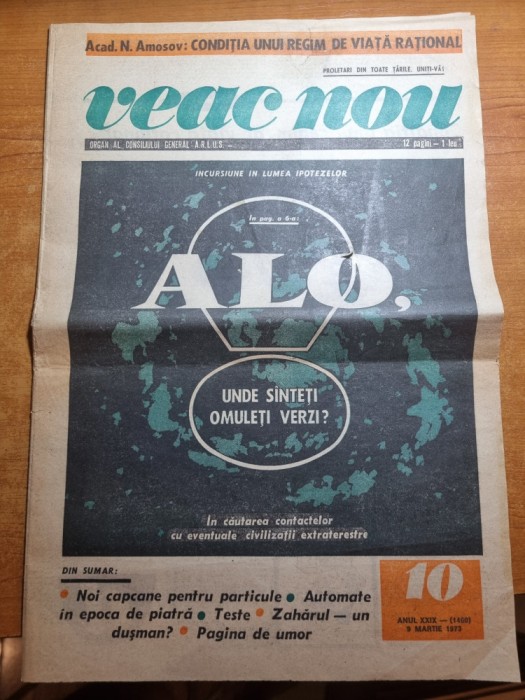 Acad. N. Amosov: CONDIȚIA UNUI REGIM DE VIAȚĂ RAȚIONAL
PROLETARI DIN TOATE ȚĂRILE, UNIȚI-VĂ!
veac nou
ORGAN AL CONSILIULUI GENERAL A.R.L.U.S.
12 pagini — 1 leu
INCURSIUNE IN LUMEA IPOTEZELOR
În pag. a 6-a:
ALO,
UNDE SÎNTEȚI
OMULEȚI VERZI?
În căutarea contactelor
cu eventuale civilizații extraterestre
DIN SUMAR:
• Noi capcane pentru particule • Automate
in epoca de piatră • Teste • Zahărul — un
dușman? • Pagina de umor
10
ANUL XXIX —
9 MARTIE 1973